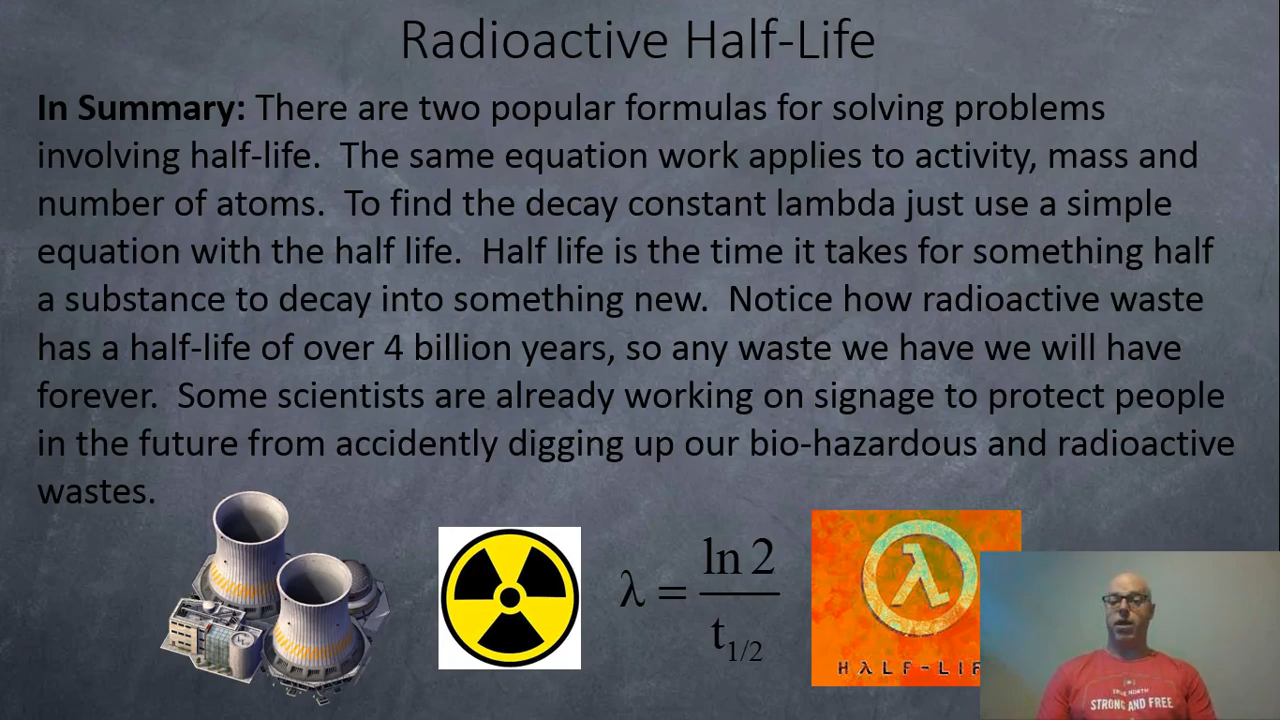 Radioactive Half-Life
In Summary: There are two popular formulas for solving problems
involving half-life. The same equation work applies to activity, mass and
number of atoms. To find the decay constant lambda just use a simple
equation with the half life. Half life is the time it takes for something half
a substance to decay into something new. Notice how radioactive waste
has a half-life of over 4 billion years, so any waste we have we will have
forever. Some scientists are already working on signage to protect people
in the future from accidently digging up our bio-hazardous and radioactive
wastes.
λ = ln 2 / t1/2
λ
HλLF-LIF
TRUE NORTH
STRONG AND FREE